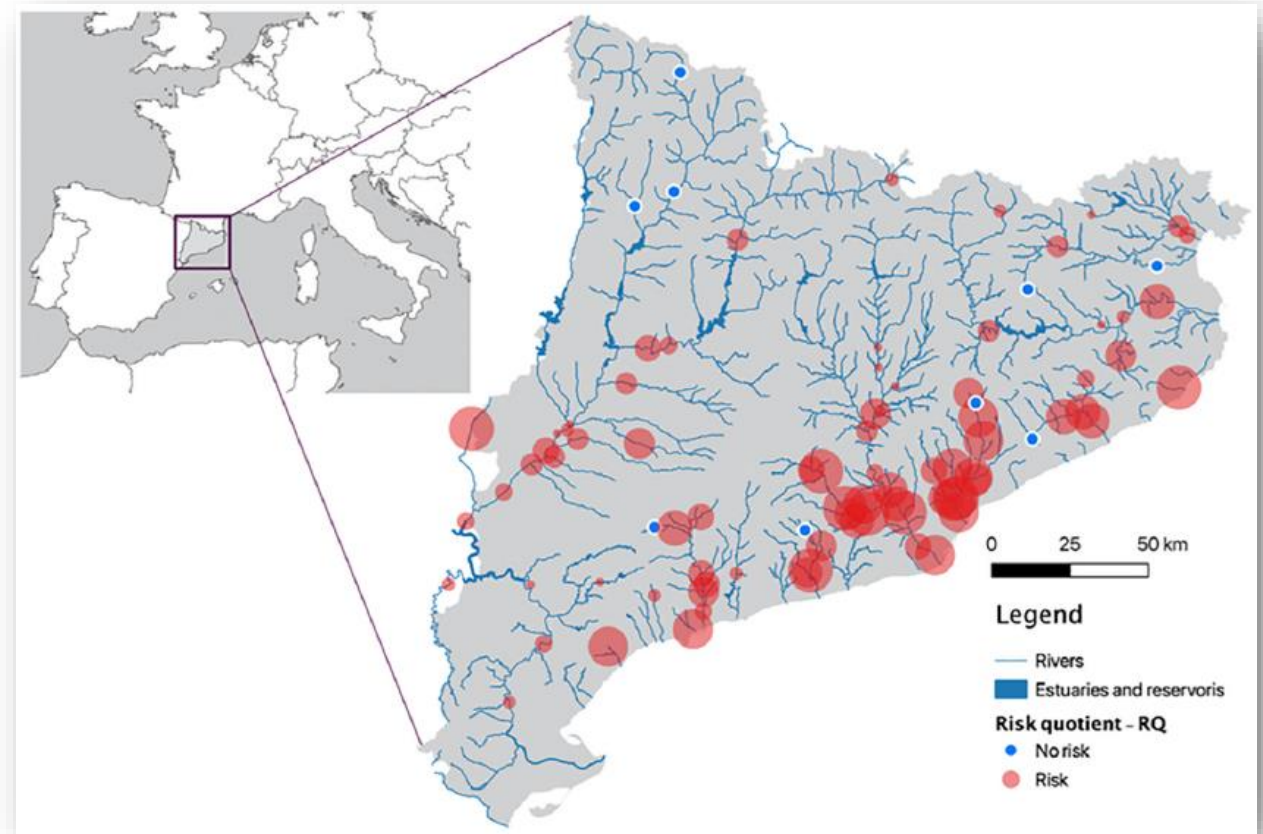 0 25 50 km
Legend
Rivers
Estuaries and reservoris
Risk quotient - RQ
No risk
Risk